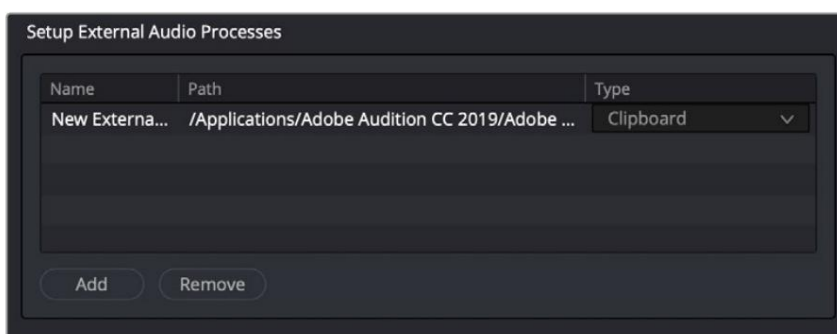 Setup External Audio Processes
Name Path Type
New Externa... /Applications/Adobe Audition CC 2019/Adobe ... Clipboard
Add Remove